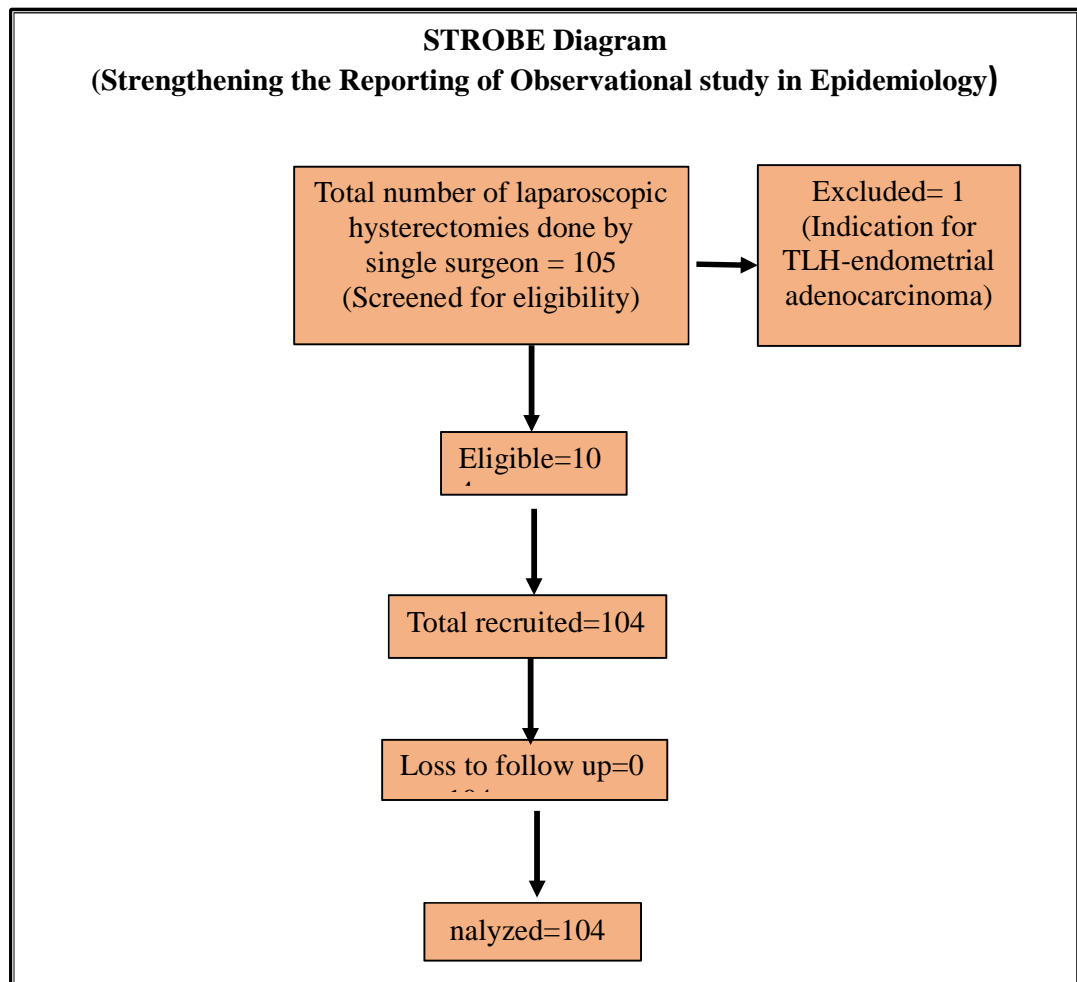 STROBE Diagram
(Strengthening the Reporting of Observational study in Epidemiology)
Total number of laparoscopic
hysterectomies done by
single surgeon = 105
(Screened for eligibility)
Excluded= 1
(Indication for
TLH-endometrial
adenocarcinoma)
Eligible=10
Total recruited=104
Loss to follow up=0
nalyzed=104